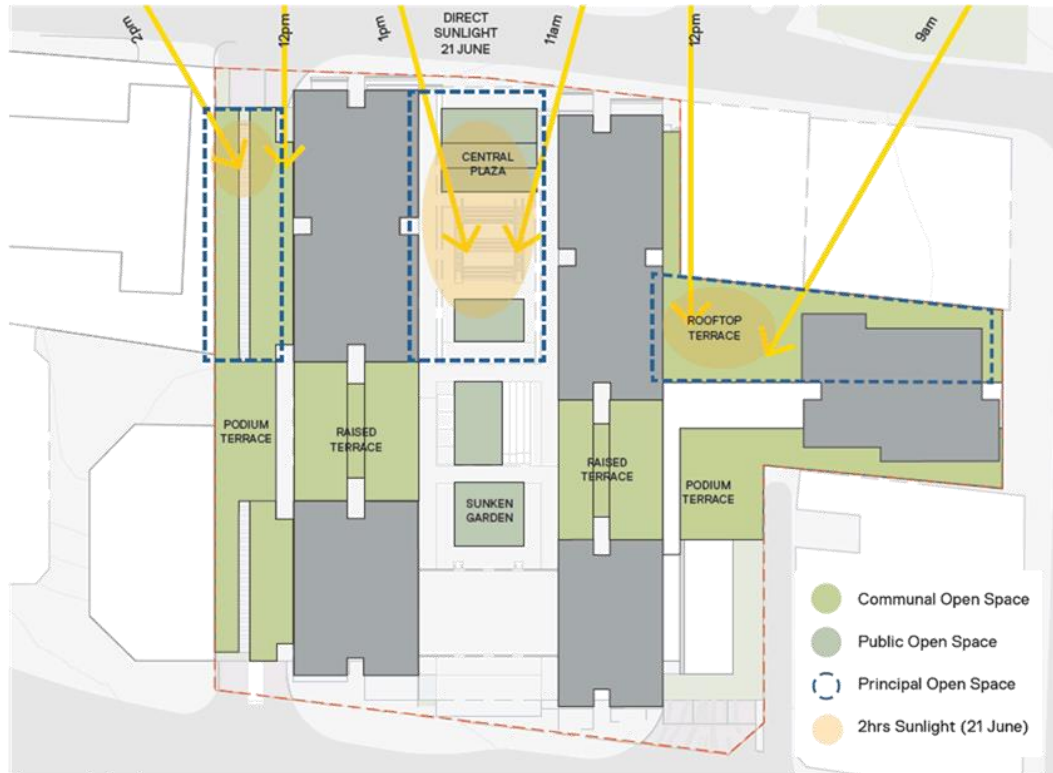 2pm
12pm
1pm
DIRECT
SUNLIGHT
21 JUNE
11am
12pm
9am
CENTRAL
PLAZA
ROOFTOP
TERRACE
PODIUM
TERRACE
RAISED
TERRACE
RAISED
TERRACE
PODIUM
TERRACE
SUNKEN
GARDEN
Communal Open Space
Public Open Space
Principal Open Space
2hrs Sunlight (21 June)